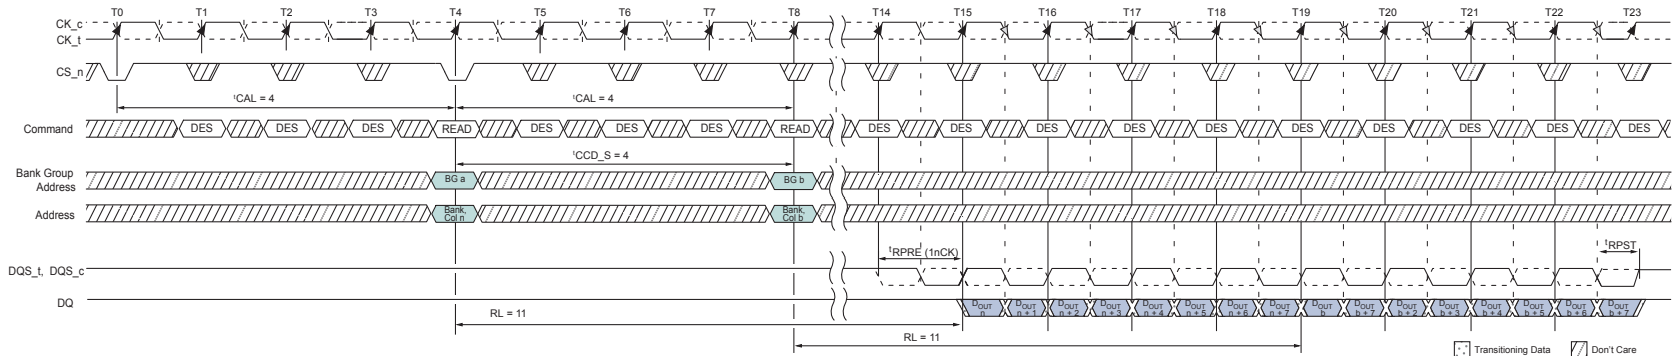 T0 T1 T2 T3 T4 T5 T6 T7 T8 T14 T15 T16 T17 T18 T19 T20 T21 T22 T23
CK_c
CK_t
CS_n
tCAL = 4 tCAL = 4
Command DES DES DES READ DES DES DES READ DES DES DES DES DES DES DES DES DES DES
tCCD_S = 4
Bank Group
Address
BG a BG b
Address
Bank, Col n
Bank, Col b
tRPRE (1nCK) tRPST
DQS_t, DQS_c
DQ
DOUT n DOUT n + 1 DOUT n + 2 DOUT n + 3 DOUT n + 4 DOUT n + 5 DOUT n + 6 DOUT n + 7 DOUT b DOUT b + 7 DOUT b + 2 DOUT b + 3 DOUT b + 4 DOUT b + 5 DOUT b + 6 DOUT b + 7
RL = 11
RL = 11
Transitioning Data Don't Care